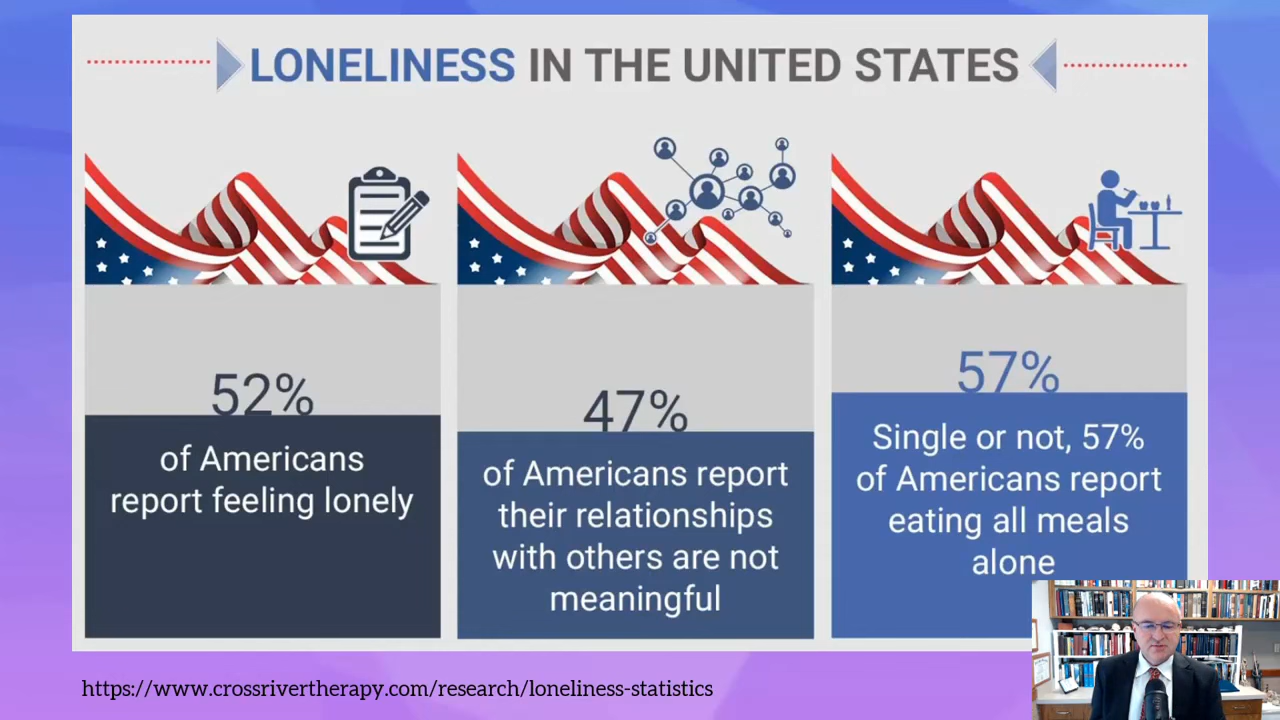 LONELINESS IN THE UNITED STATES
52%
of Americans
report feeling lonely
47%
of Americans report
their relationships
with others are not
meaningful
57%
Single or not, 57%
of Americans report
eating all meals
alone
https://www.crossrivertherapy.com/research/loneliness-statistics